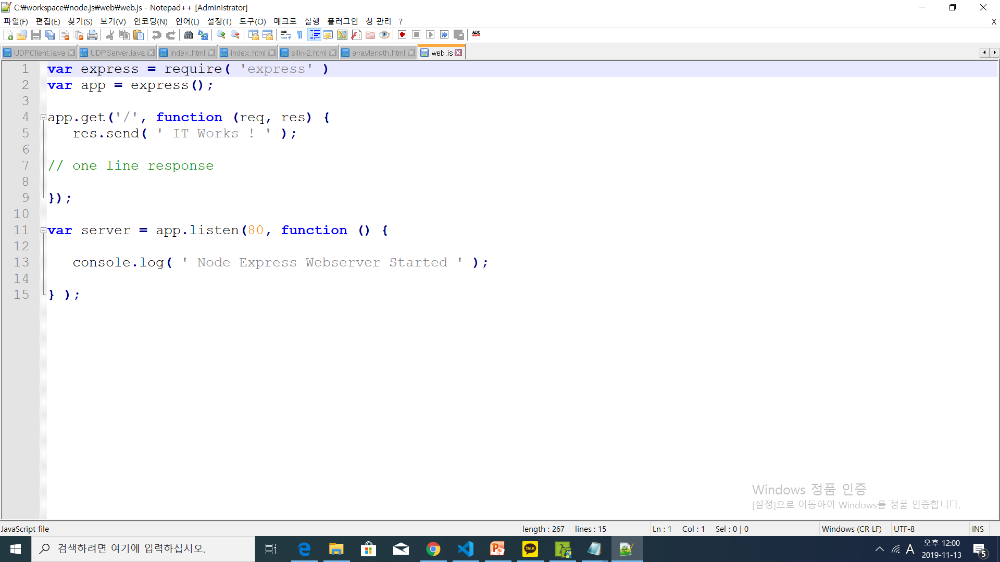 C:₩workspace₩node.js₩web₩web.js - Notepad++ [Administrator]
파일(F) 편집(E) 찾기(S) 보기(V) 인코딩(N) 언어(L) 설정(T) 도구(O) 매크로 실행 플러그인 창 관리 ? X
ABC
UDPClient.java UDPServer.java index.html index.html silky2.html arraylength.html web.js
1 var express = require( 'express' )
2 var app = express();
3
4 app.get('/', function (req, res) {
5 res.send( ' IT Works ! ' );
6
7 // one line response
8
9 });
10
11 var server = app.listen(80, function () {
12
13 console.log( ' Node Express Webserver Started ' );
14
15 } );
Windows 정품 인증
[설정]으로 이동하여 Windows를 정품 인증합니다.
JavaScript file length : 267 lines : 15 Ln : 1 Col : 1 Sel : 0 | 0 Windows (CR LF) UTF-8 INS
검색하려면 여기에 입력하십시오. TALK A 오후 12:00
2019-11-13 5